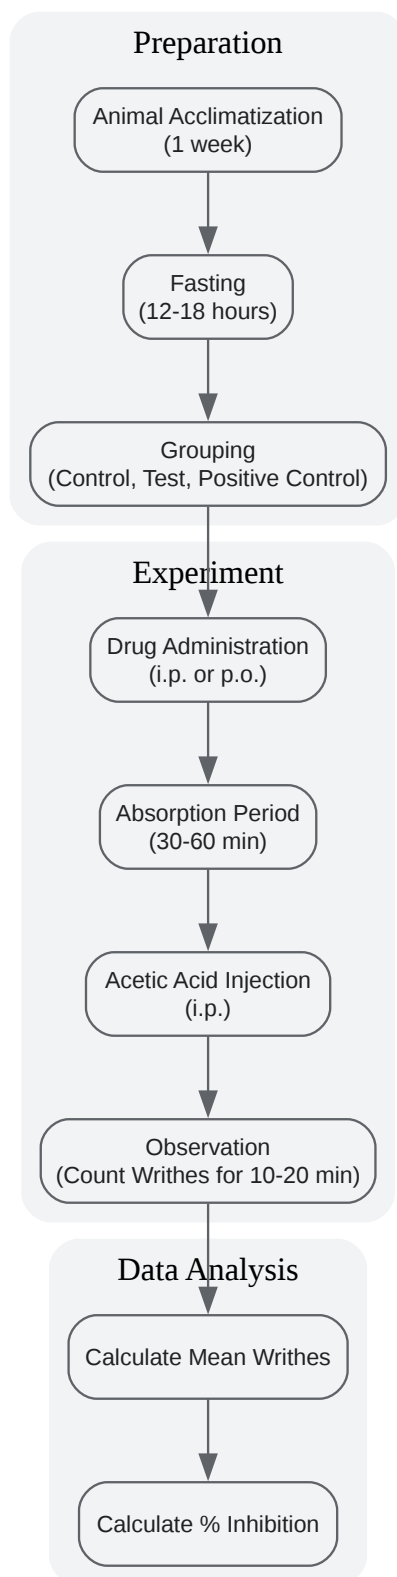 Preparation
Animal Acclimatization
(1 week)
Fasting
(12-18 hours)
Grouping
(Control, Test, Positive Control)
Experiment
Drug Administration
(i.p. or p.o.)
Absorption Period
(30-60 min)
Acetic Acid Injection
(i.p.)
Observation
(Count Writhes for 10-20 min)
Data Analysis
Calculate Mean Writhes
Calculate % Inhibition